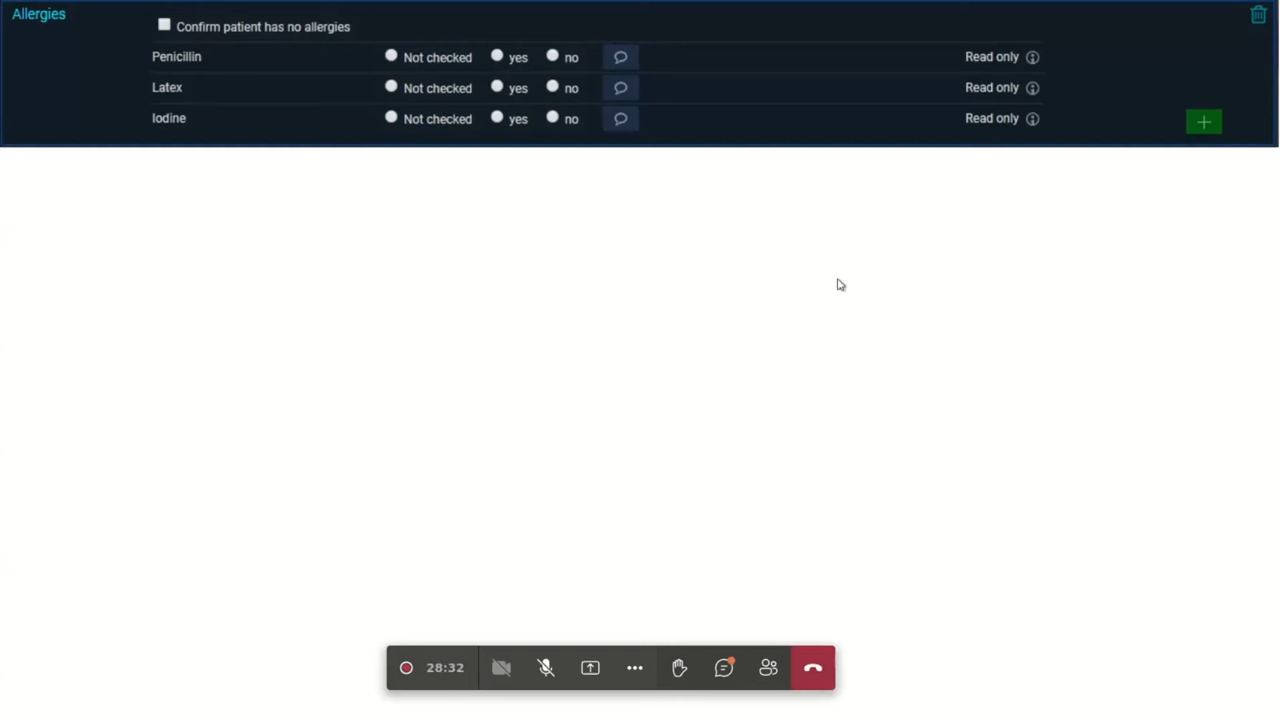 Allergies
Confirm patient has no allergies
Penicillin Not checked yes no Read only
Latex Not checked yes no Read only
Iodine Not checked yes no Read only
28:32